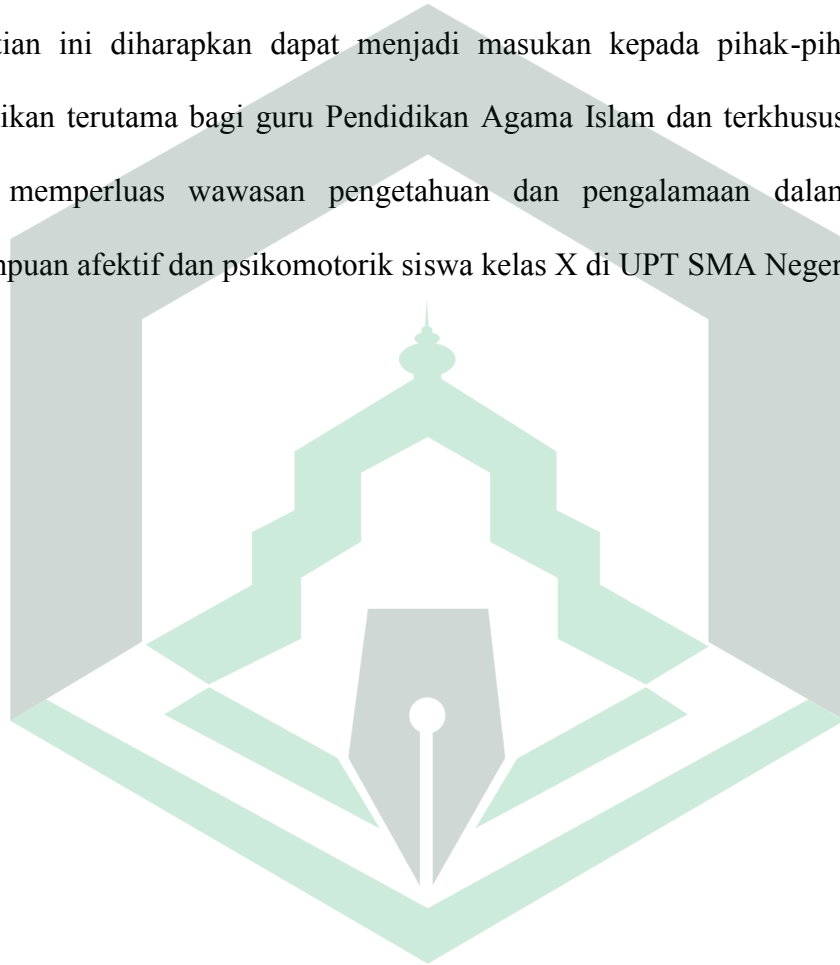 tian ini diharapkan dapat menjadi masukan kepada pihak-pih
ikan terutama bagi guru Pendidikan Agama Islam dan terkhusus
memperluas wawasan pengetahuan dan pengalamaan dalam
npuan afektif dan psikomotorik siswa kelas X di UPT SMA Neger